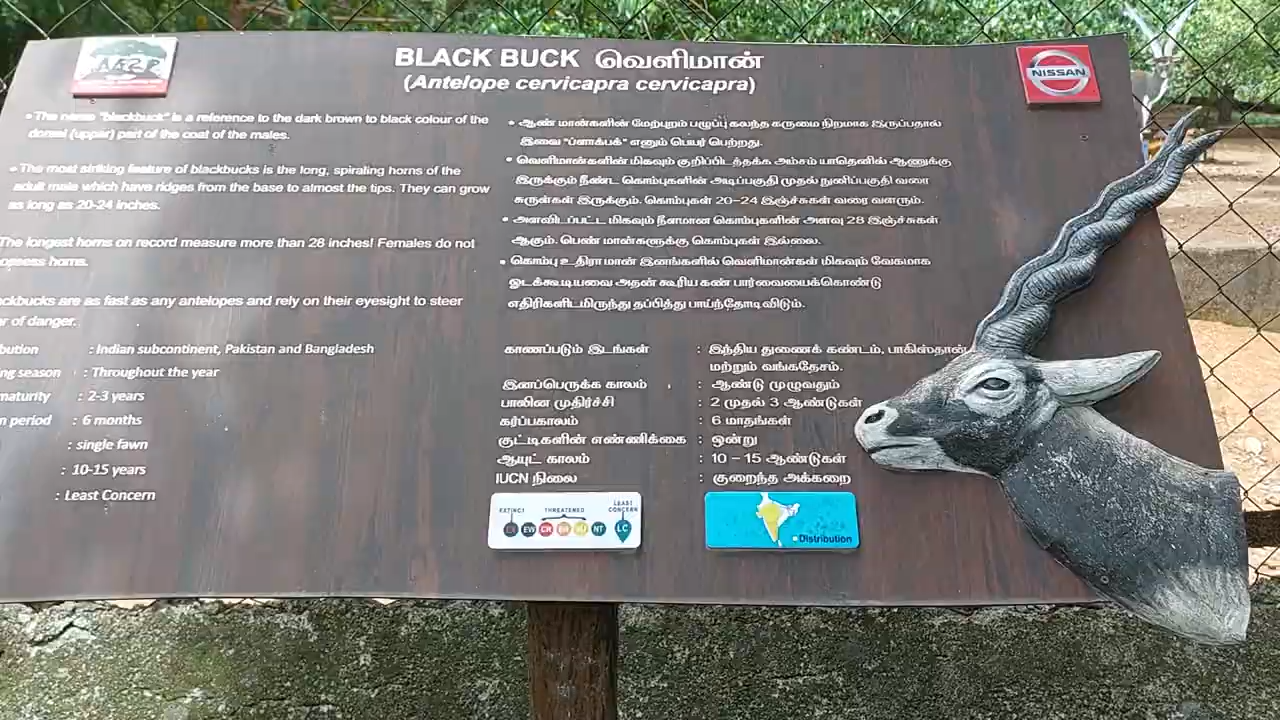 BLACK BUCK வெளிமான்
(Antelope cervicapra cervicapra)
NISSAN
• The name "blackbuck" is a reference to the dark brown to black colour of the
dorsal (upper) part of the coat of the males.
• The most striking feature of blackbucks is the long, spiraling horns of the
adult male which have ridges from the base to almost the tips. They can grow
as long as 20-24 inches.
The longest horns on record measure more than 28 inches! Females do not
horns.
are as fast as any antelopes and rely on their eyesight to steer
of danger.
: Indian subcontinent, Pakistan and Bangladesh
season : Throughout the year
: 2-3 years
period : 6 months
: single fawn
: 10-15 years
: Least Concern
• ஆண் மான்களின் மேற்புறம் பழுப்பு கலந்த கருமை நிறமாக இருப்பதால்
இவை "ப்ளாக்பக்" எனும் பெயர் பெற்றது.
• வெளிமான்களின் மிகவும் குறிப்பிடத்தக்க அம்சம் யாதெனில் ஆணுக்கு
இருக்கும் நீண்ட கொம்புகளின் அடிப்பகுதி முதல் நுனிப்பகுதி வரை
சுருள்கள் இருக்கும். கொம்புகள் 20-24 இஞ்ச்சுகள் வரை வளரும்.
• அளவிடப்பட்ட மிகவும் நீளமான கொம்புகளின் அளவு 28 இஞ்ச்சுகள்
ஆகும். பெண் மான்களுக்கு கொம்புகள் இல்லை.
• கொம்பு உதிரா மான் இனங்களில் வெளிமான்கள் மிகவும் வேகமாக
ஓடக்கூடியவை அதன் கூரிய கண் பார்வையைக்கொண்டு
எதிரிகளிடமிருந்து தப்பித்து பாய்ந்தோடிவிடும்.
காணப்படும் இடங்கள் : இந்திய துணைக் கண்டம், பாகிஸ்தான்
மற்றும் வங்கதேசம்.
இனப்பெருக்க காலம் : ஆண்டு முழுவதும்
பாலின முதிர்ச்சி : 2 முதல் 3 ஆண்டுகள்
கர்ப்பகாலம் : 6 மாதங்கள்
குட்டிகளின் எண்ணிக்கை : ஒன்று
ஆயுட் காலம் : 10 – 15 ஆண்டுகள்
IUCN நிலை : குறைந்த அக்கறை
EXTINCT THREATENED LEAST CONCERN
EX EW CR EN VU NT LC
Distribution